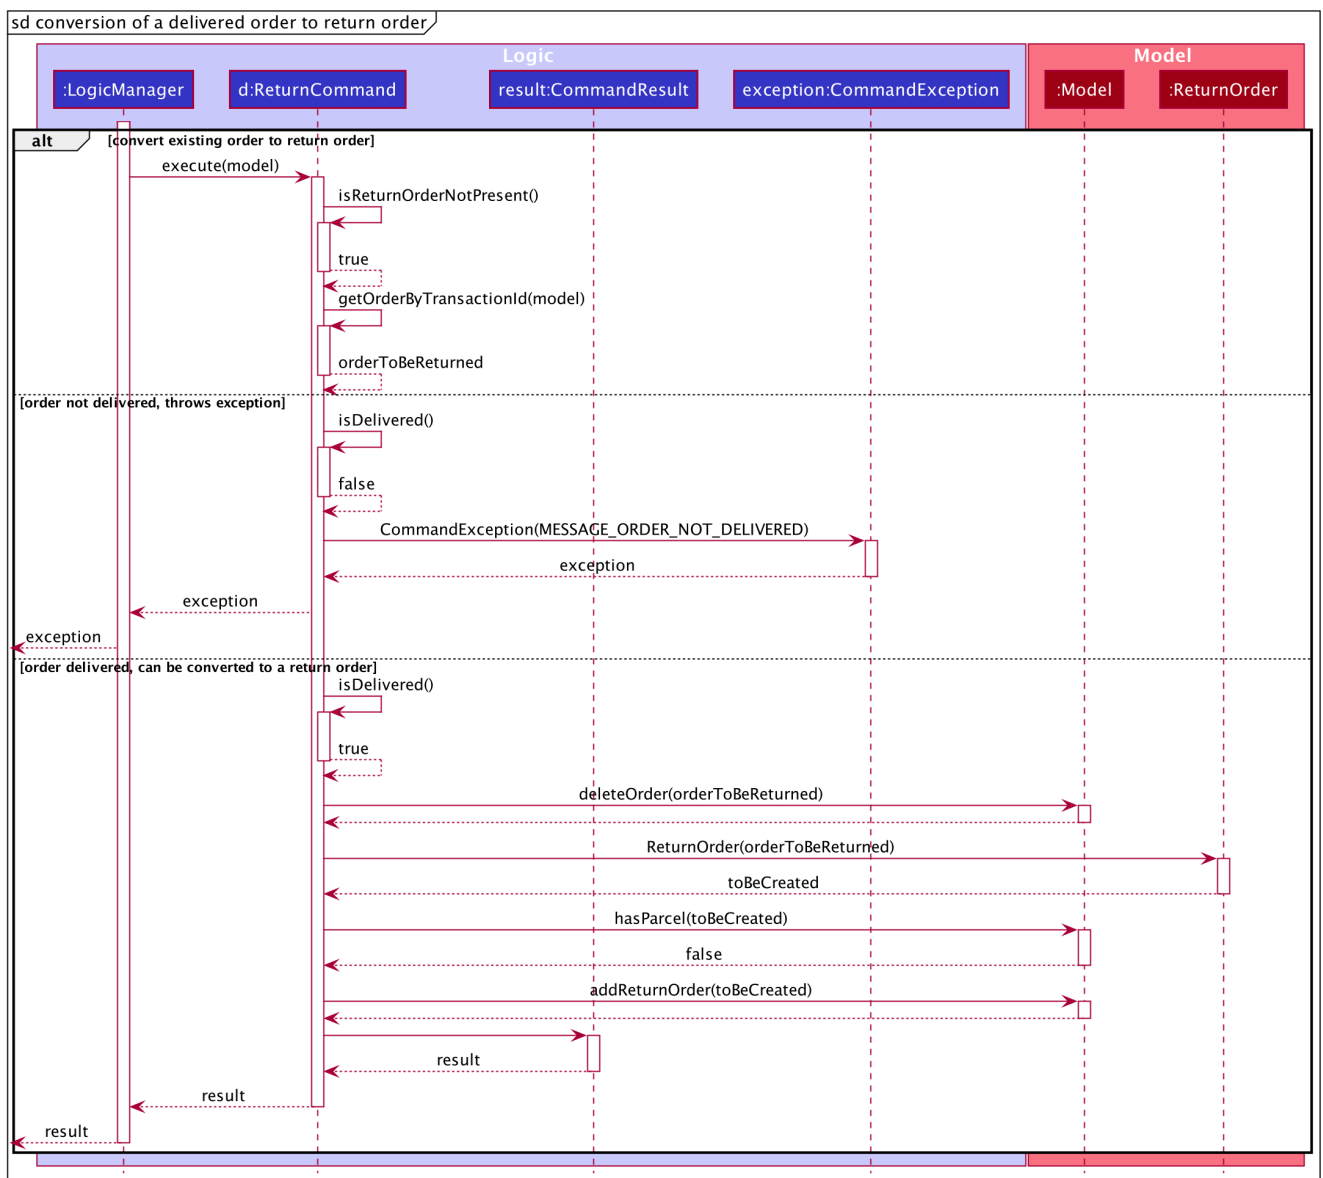 sd conversion of a delivered order to return order
Logic
Model
:LogicManager
d:ReturnCommand
result:CommandResult
exception:CommandException
:Model
:ReturnOrder
alt
[convert existing order to return order]
execute(model)
isReturnOrderNotPresent()
true
getOrderByTransactionId(model)
orderToBeReturned
[order not delivered, throws exception]
isDelivered()
false
CommandException(MESSAGE_ORDER_NOT_DELIVERED)
exception
exception
exception
[order delivered, can be converted to a return order]
isDelivered()
true
deleteOrder(orderToBeReturned)
ReturnOrder(orderToBeReturned)
toBeCreated
hasParcel(toBeCreated)
false
addReturnOrder(toBeCreated)
result
result
result